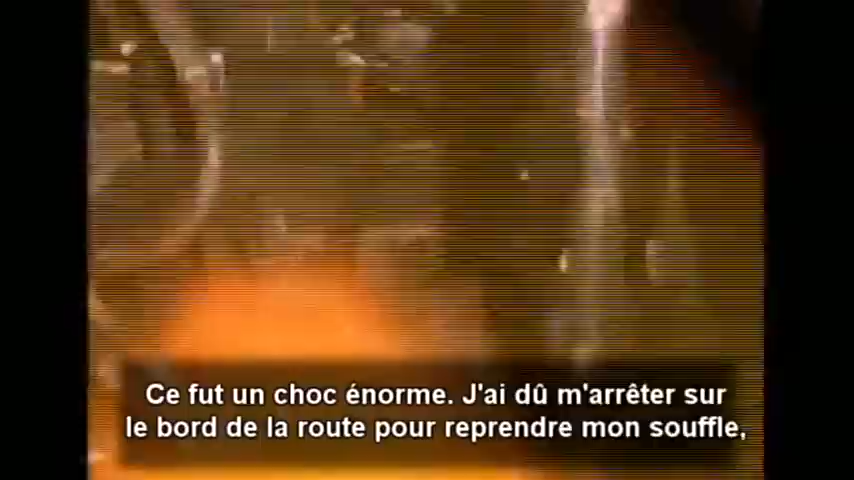 Ce fut un choc énorme. J'ai dû m'arrêter sur
le bord de la route pour reprendre mon souffle,